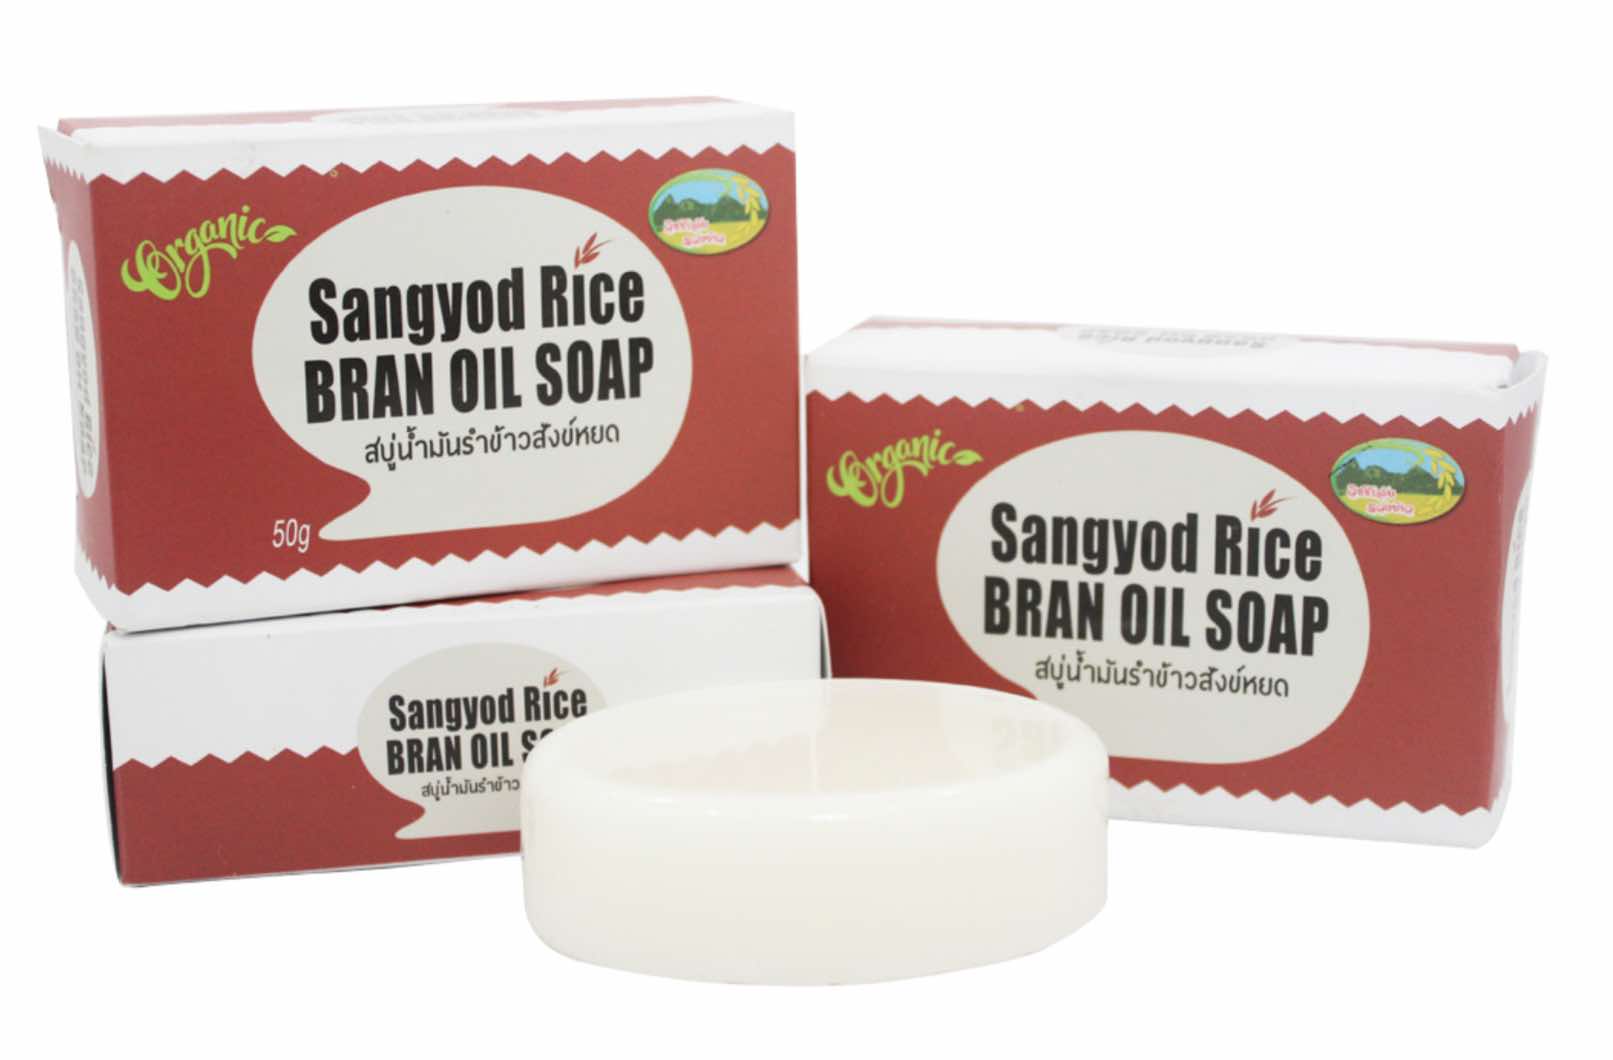 Organic
Sangyod Rice
BRAN OIL SOAP
สบู่น้ำมันรำข้าวสังข์หยด
50g
Organic
Sangyod Rice
BRAN OIL SOAP
สบู่น้ำมันรำข้าวสังข์หยด
Sangyod Rice
BRAN OIL
สบู่น้ำมันรำข้าว